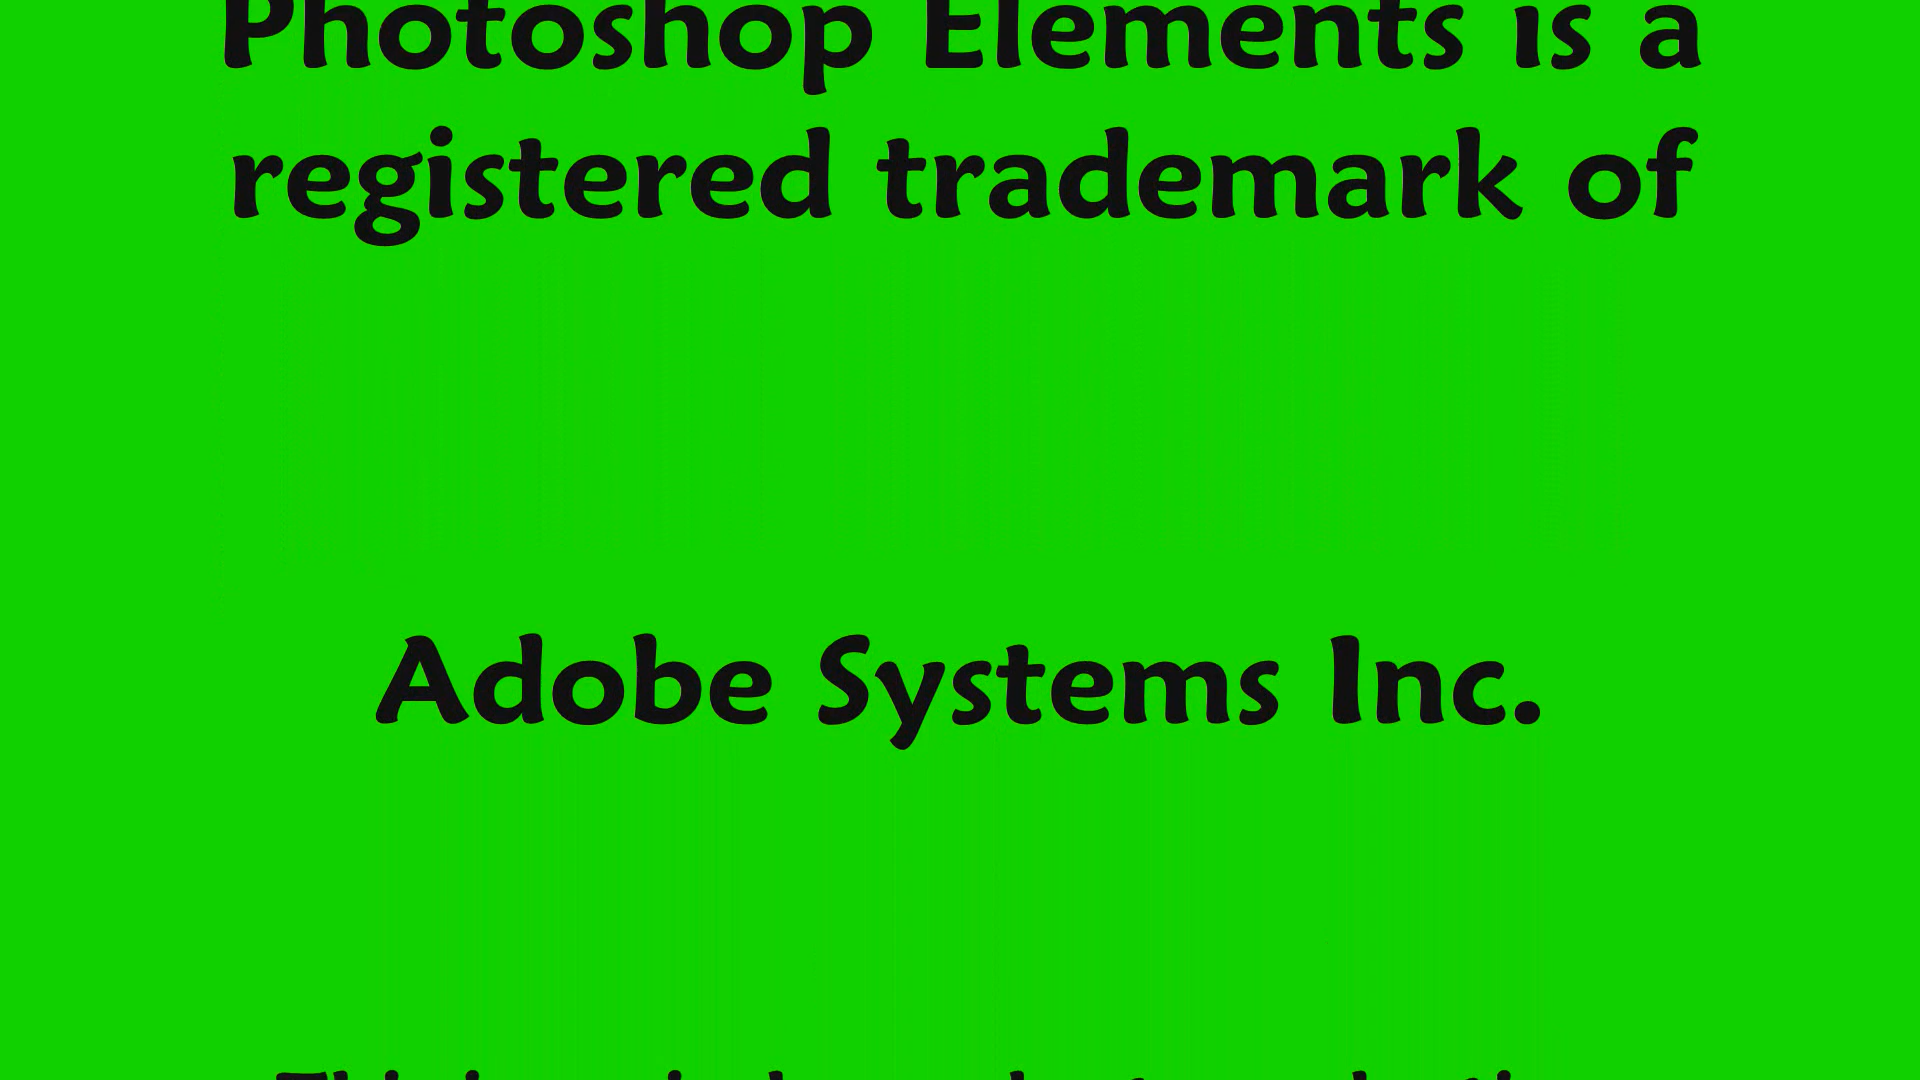 Photoshop Elements is a
registered trademark of
Adobe Systems Inc.